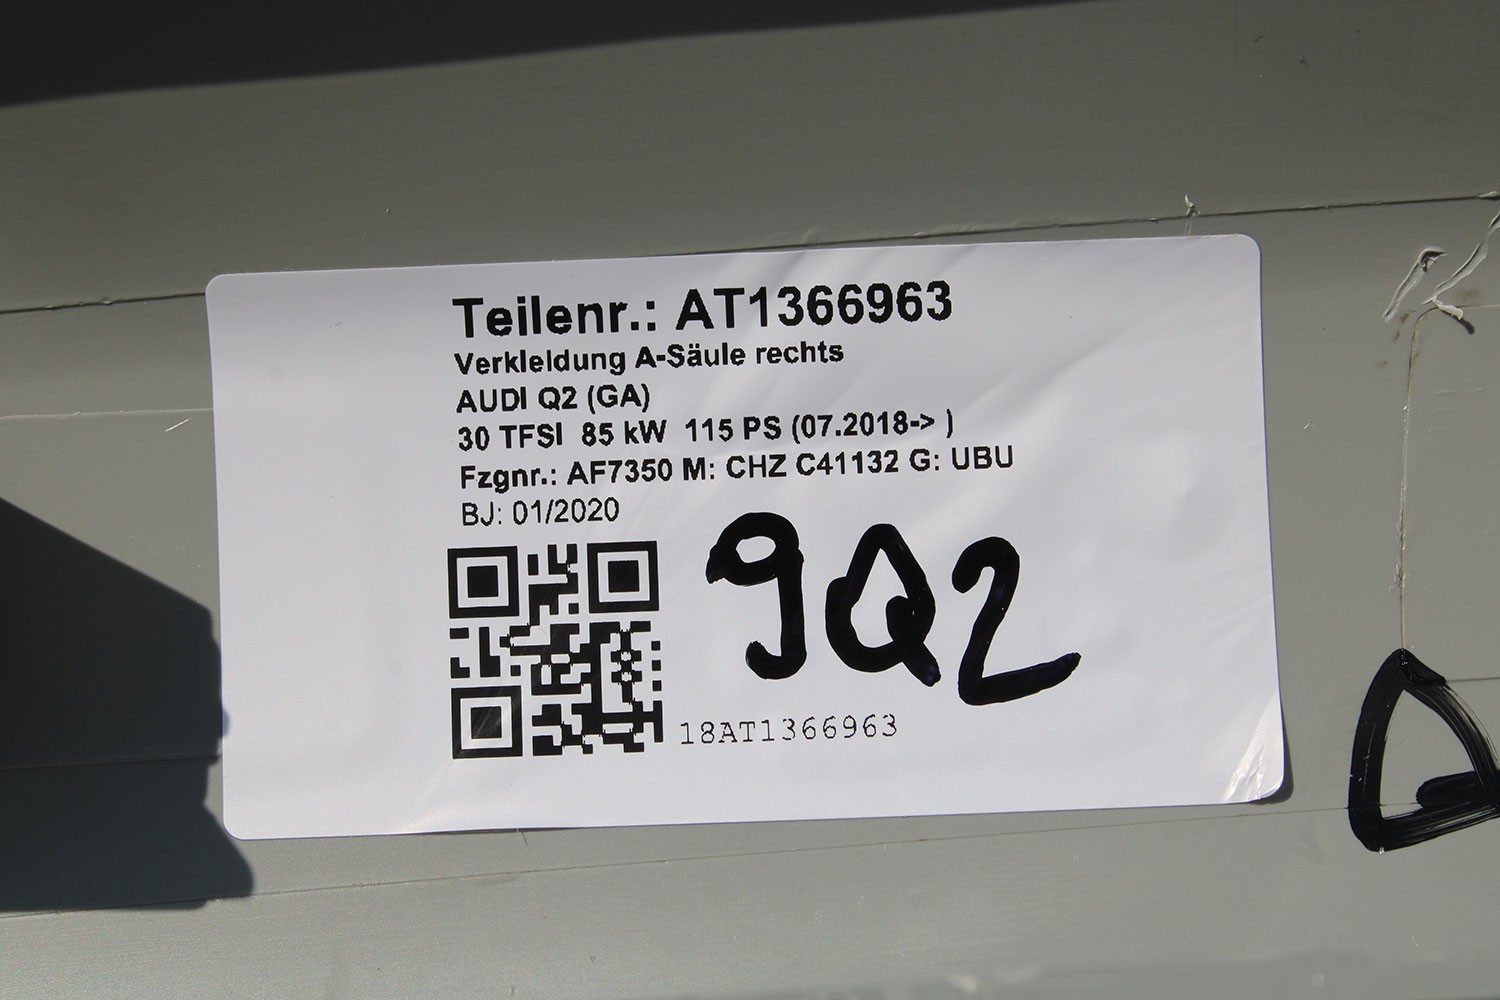 Teilenr.: AT1366963
Verkleidung A-Säule rechts
AUDI Q2 (GA)
30 TFSI 85 kW 115 PS (07.2018-> )
Fzgnr.: AF7350 M: CHZ C41132 G: UBU
BJ: 01/2020
9Q2
18AT1366963